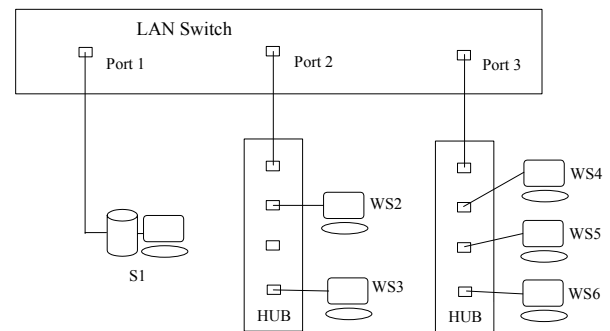 LAN Switch
Port 1
Port 2
Port 3
WS4
WS2
WS5
S1
WS3
WS6
HUB
HUB